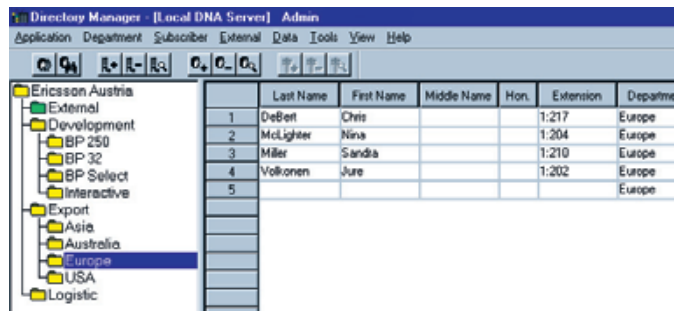 Directory Manager - [Local DNA Server] Admin
Application Department Subscriber External Data Tools View Help
Ericsson Austria
External
Development
BP 250
BP 32
BP Select
Interactive
Export
Asia
Australia
Europe
USA
Logistic
Last Name First Name Middle Name Hon. Extension Departme
1 DeBert Chris 1:217 Europe
2 McLighter Nina 1:204 Europe
3 Miller Sandra 1:210 Europe
4 Volkonen Jure 1:202 Europe
5 Europe